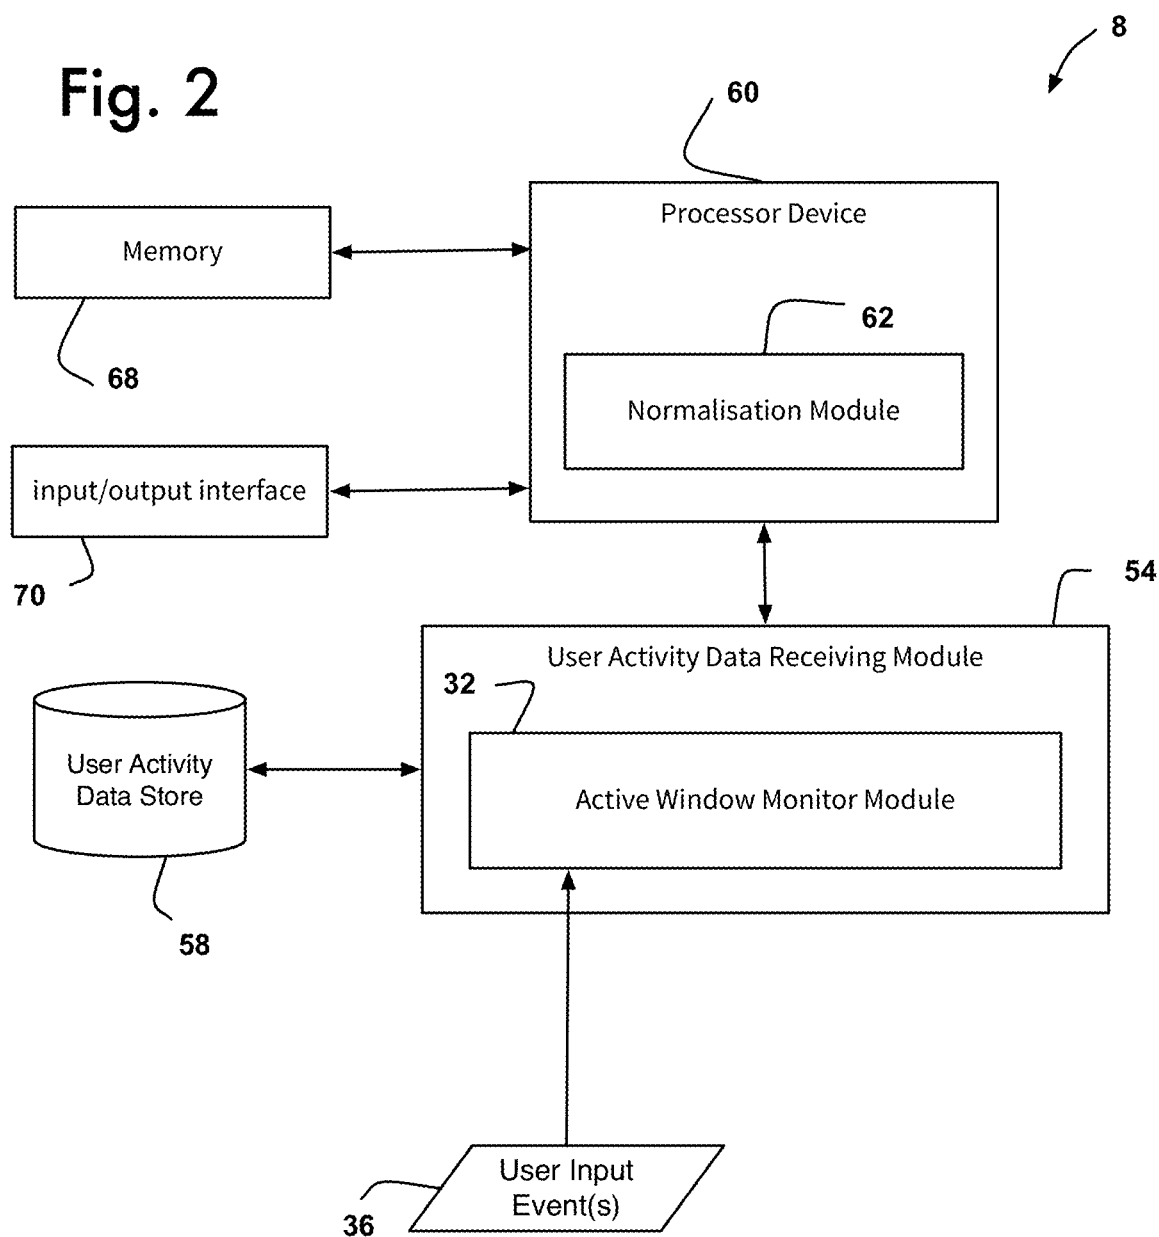 8
Fig. 2
60
Processor Device
Memory
62
68
Normalisation Module
input/output interface
70
54
User Activity Data Receiving Module
32
User Activity
Data Store
Active Window Monitor Module
58
User Input
Event(s)
36